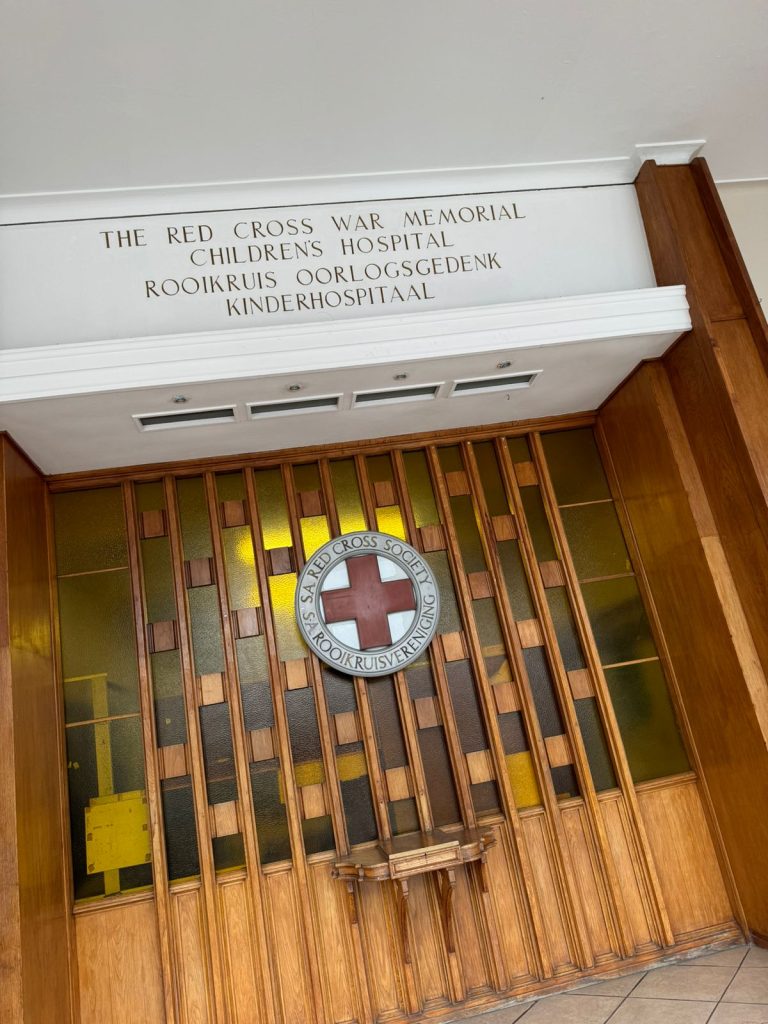 THE RED CROSS WAR MEMORIAL
CHILDREN'S HOSPITAL
ROOIKRUIS OORLOGSGEDENK
KINDERHOSPITAAL
S.A. RED CROSS SOCIETY
S.A. ROOIKRUISVERENIGING